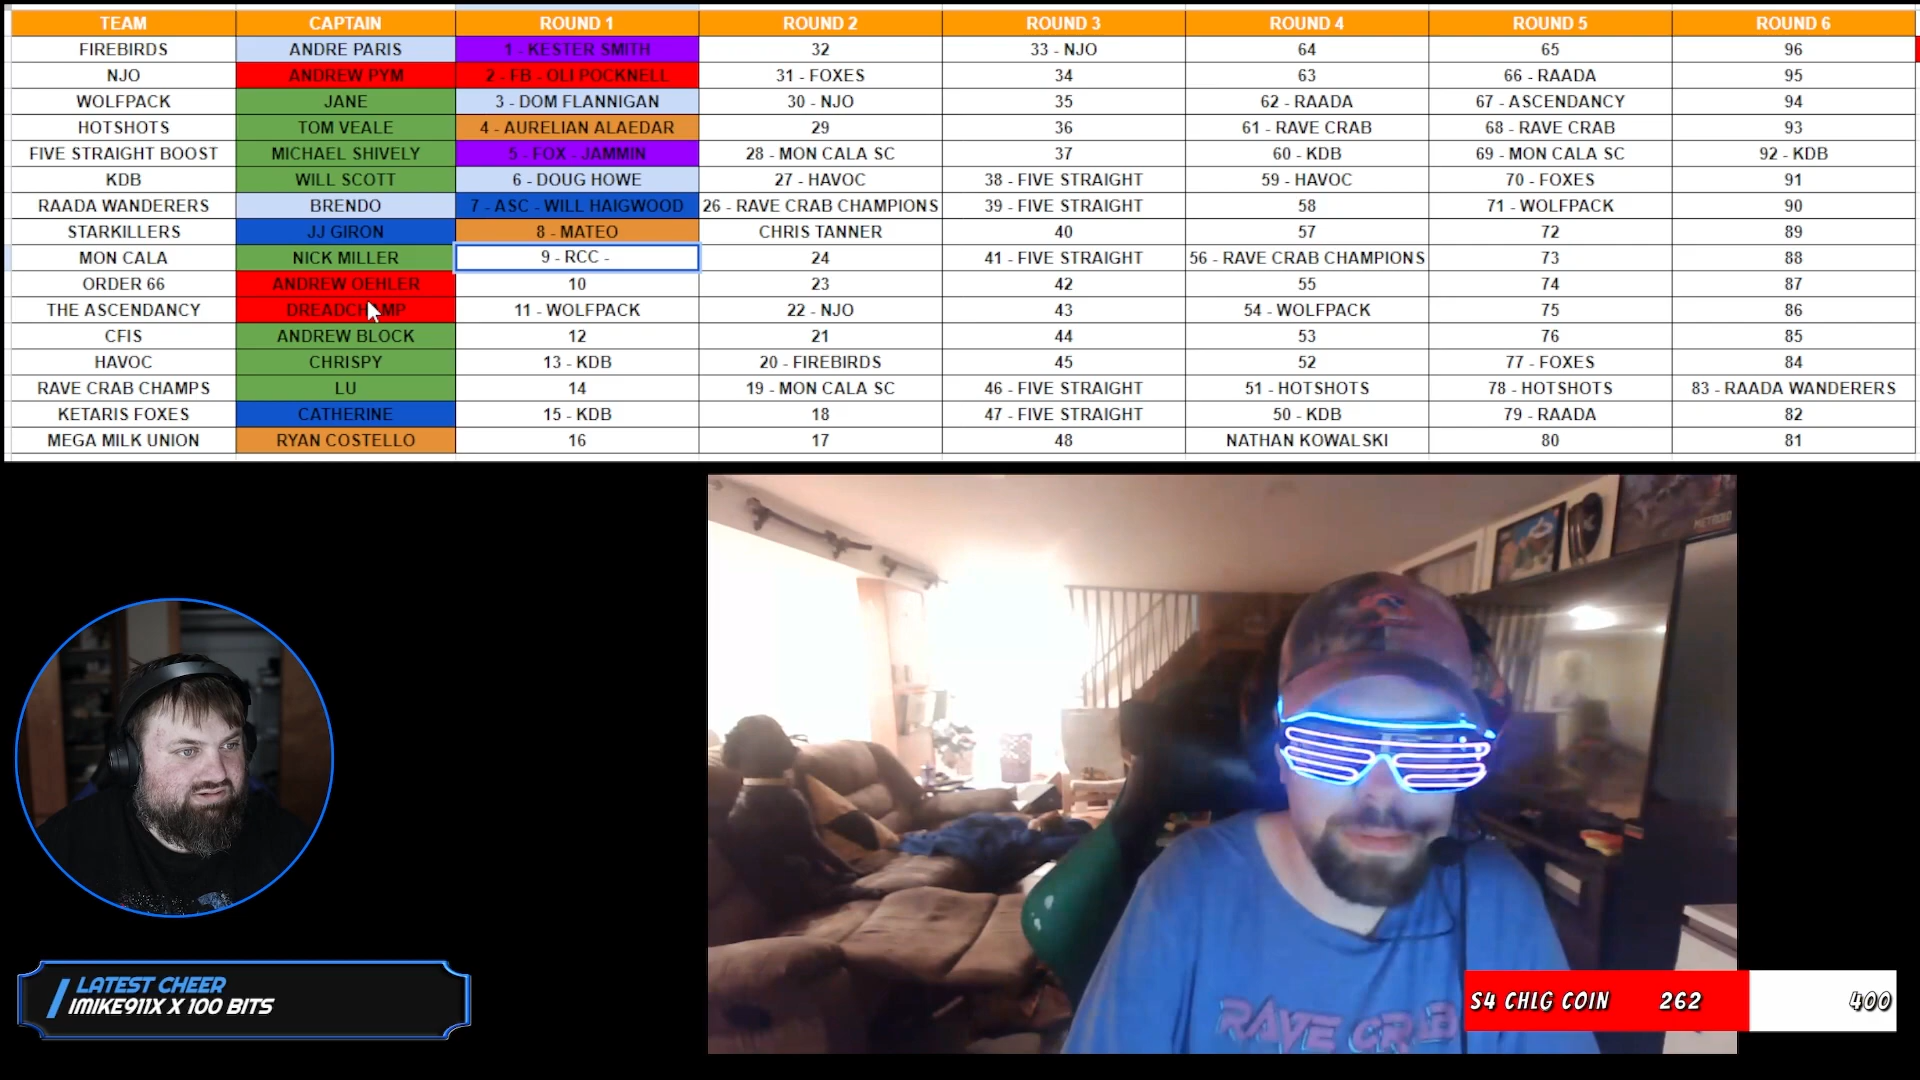 TEAM CAPTAIN ROUND 1 ROUND 2 ROUND 3 ROUND 4 ROUND 5 ROUND 6
FIREBIRDS ANDRE PARIS 1 - KESTER SMITH 32 33 - NJO 64 65 96
NJO ANDREW PYM 2 - FB - OLI POCKNELL 31 - FOXES 34 63 66 - RAADA 95
WOLFPACK JANE 3 - DOM FLANNIGAN 30 - NJO 35 62 - RAADA 67 - ASCENDANCY 94
HOTSHOTS TOM VEALE 4 - AURELIAN ALAEDAR 29 36 61 - RAVE CRAB 68 - RAVE CRAB 93
FIVE STRAIGHT BOOST MICHAEL SHIVELY 5 - FOX - JAMMIN 28 - MON CALA SC 37 60 - KDB 69 - MON CALA SC 92 - KDB
KDB WILL SCOTT 6 - DOUG HOWE 27 - HAVOC 38 - FIVE STRAIGHT 59 - HAVOC 70 - FOXES 91
RAADA WANDERERS BRENDO 7 - ASC - WILL HAIGWOOD 26 - RAVE CRAB CHAMPIONS 39 - FIVE STRAIGHT 58 71 - WOLFPACK 90
STARKILLERS JJ GIRON 8 - MATEO CHRIS TANNER 40 57 72 89
MON CALA NICK MILLER 9 - RCC - 24 41 - FIVE STRAIGHT 56 - RAVE CRAB CHAMPIONS 73 88
ORDER 66 ANDREW OEHLER 10 23 42 55 74 87
THE ASCENDANCY DREADCHAMP 11 - WOLFPACK 22 - NJO 43 54 - WOLFPACK 75 86
CFIS ANDREW BLOCK 12 21 44 53 76 85
HAVOC CHRISPY 13 - KDB 20 - FIREBIRDS 45 52 77 - FOXES 84
RAVE CRAB CHAMPS LU 14 19 - MON CALA SC 46 - FIVE STRAIGHT 51 - HOTSHOTS 78 - HOTSHOTS 83 - RAADA WANDERERS
KETARIS FOXES CATHERINE 15 - KDB 18 47 - FIVE STRAIGHT 50 - KDB 79 - RAADA 82
MEGA MILK UNION RYAN COSTELLO 16 17 48 NATHAN KOWALSKI 80 81
METROID
LATEST CHEER
IMIKE911X X 100 BITS
RAVE CRAB
S4 CHLG COIN 262 400